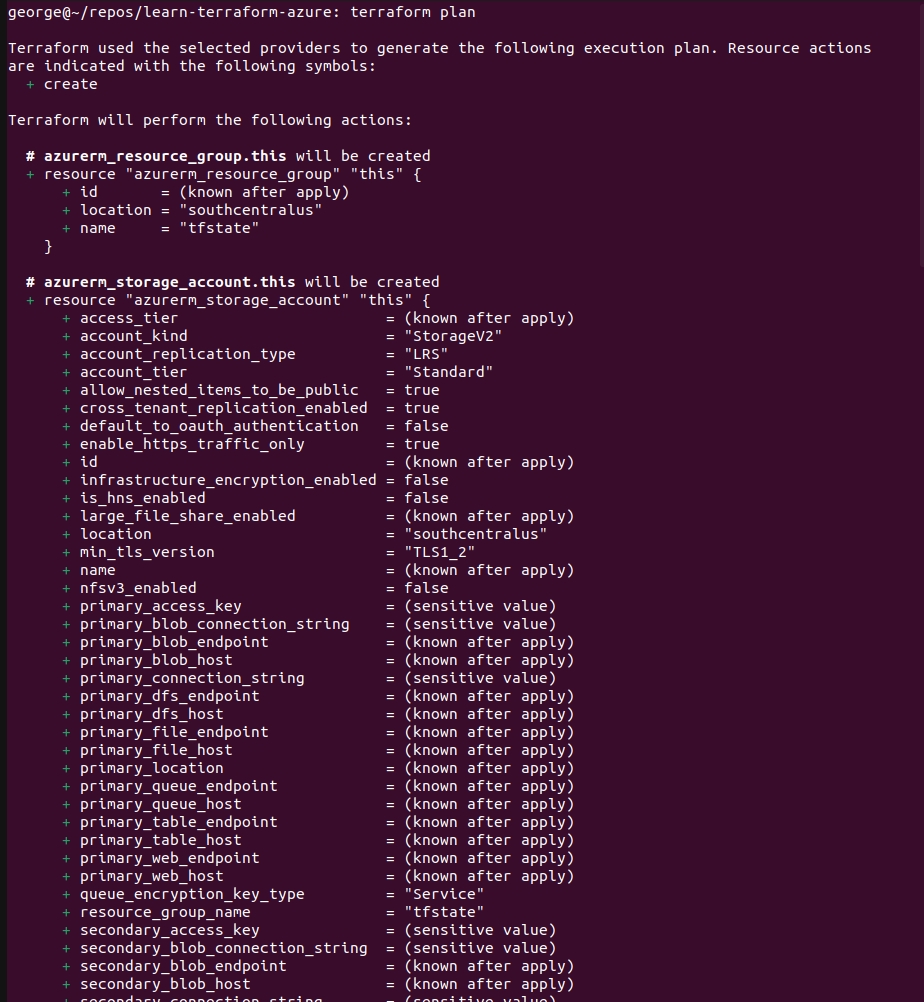 george@~/repos/learn-terraform-azure: terraform plan
Terraform used the selected providers to generate the following execution plan. Resource actions
are indicated with the following symbols:
+ create
Terraform will perform the following actions:
# azurerm_resource_group.this will be created
+ resource "azurerm_resource_group" "this" {
+ id       = (known after apply)
+ location = "southcentralus"
+ name     = "tfstate"
}
# azurerm_storage_account.this will be created
+ resource "azurerm_storage_account" "this" {
+ access_tier                       = (known after apply)
+ account_kind                      = "StorageV2"
+ account_replication_type          = "LRS"
+ account_tier                      = "Standard"
+ allow_nested_items_to_be_public   = true
+ cross_tenant_replication_enabled  = true
+ default_to_oauth_authentication   = false
+ enable_https_traffic_only         = true
+ id                                = (known after apply)
+ infrastructure_encryption_enabled = false
+ is_hns_enabled                    = false
+ large_file_share_enabled          = (known after apply)
+ location                          = "southcentralus"
+ min_tls_version                   = "TLS1_2"
+ name                              = (known after apply)
+ nfsv3_enabled                     = false
+ primary_access_key                = (sensitive value)
+ primary_blob_connection_string    = (sensitive value)
+ primary_blob_endpoint             = (known after apply)
+ primary_blob_host                 = (known after apply)
+ primary_connection_string         = (sensitive value)
+ primary_dfs_endpoint              = (known after apply)
+ primary_dfs_host                  = (known after apply)
+ primary_file_endpoint             = (known after apply)
+ primary_file_host                 = (known after apply)
+ primary_location                  = (known after apply)
+ primary_queue_endpoint            = (known after apply)
+ primary_queue_host                = (known after apply)
+ primary_table_endpoint            = (known after apply)
+ primary_table_host                = (known after apply)
+ primary_web_endpoint              = (known after apply)
+ primary_web_host                  = (known after apply)
+ queue_encryption_key_type         = "Service"
+ resource_group_name               = "tfstate"
+ secondary_access_key              = (sensitive value)
+ secondary_blob_connection_string  = (sensitive value)
+ secondary_blob_endpoint           = (known after apply)
+ secondary_blob_host               = (known after apply)
+ secondary_connection_string       = (sensitive value)